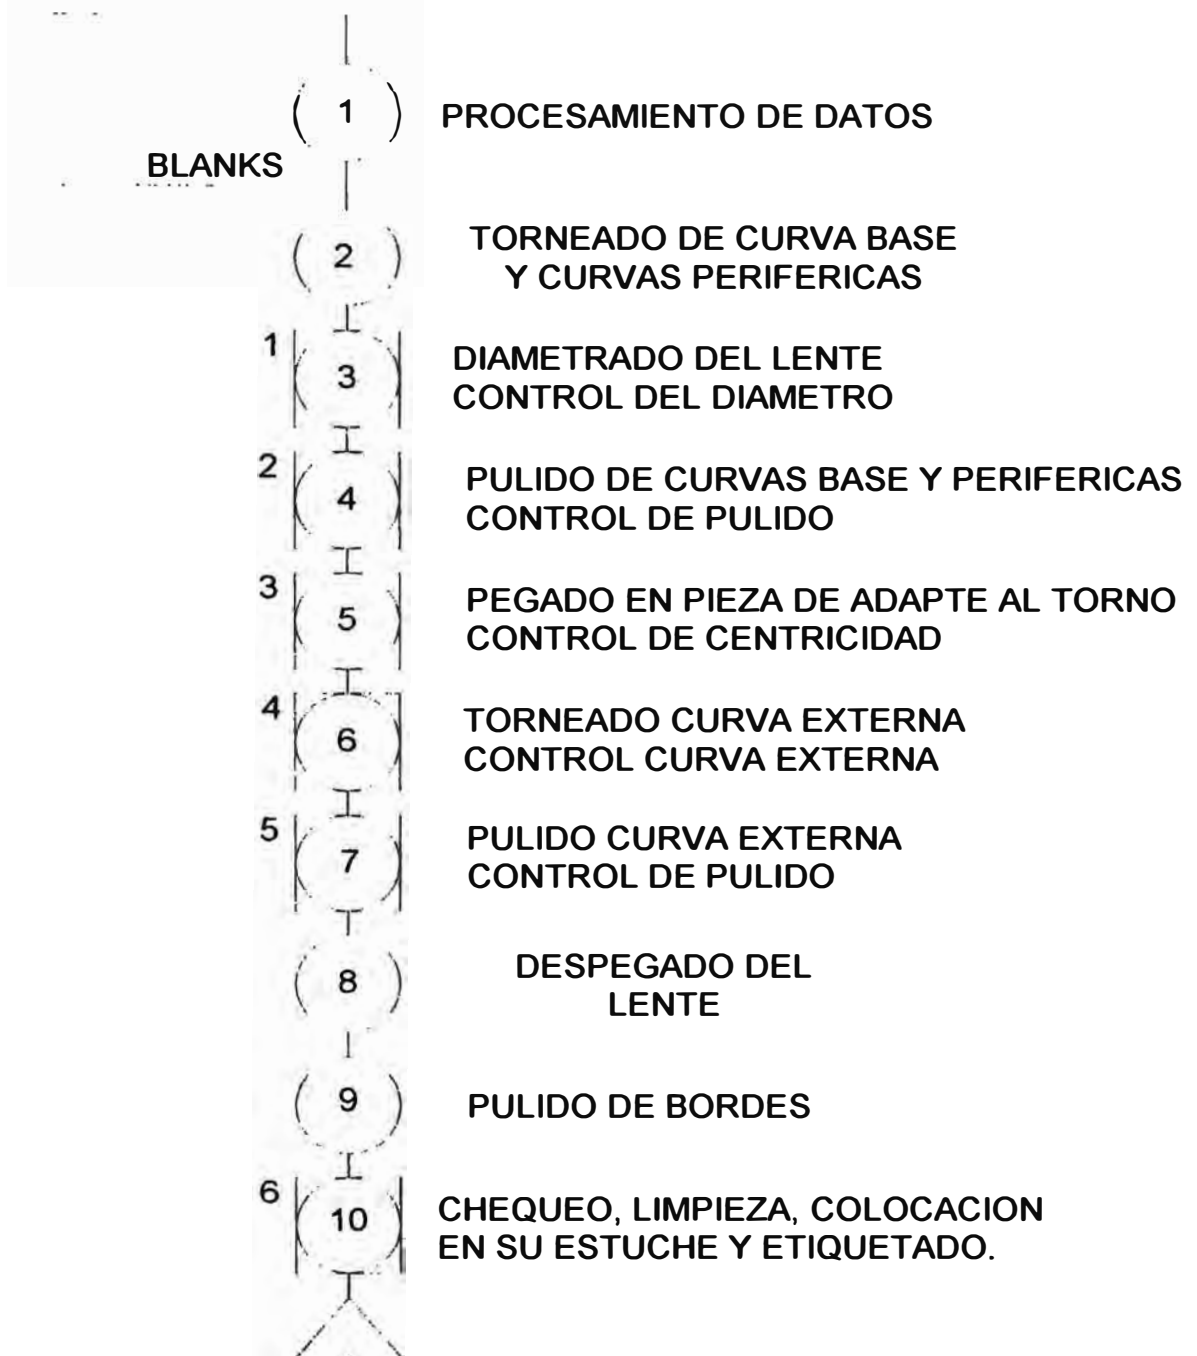 1 PROCESAMIENTO DE DATOS
BLANKS
2 TORNEADO DE CURVA BASE
Y CURVAS PERIFERICAS
1 3 DIAMETRADO DEL LENTE
CONTROL DEL DIAMETRO
2 4 PULIDO DE CURVAS BASE Y PERIFERICAS
CONTROL DE PULIDO
3 5 PEGADO EN PIEZA DE ADAPTE AL TORNO
CONTROL DE CENTRICIDAD
4 6 TORNEADO CURVA EXTERNA
CONTROL CURVA EXTERNA
5 7 PULIDO CURVA EXTERNA
CONTROL DE PULIDO
8 DESPEGADO DEL
LENTE
9 PULIDO DE BORDES
6 10 CHEQUEO, LIMPIEZA, COLOCACION
EN SU ESTUCHE Y ETIQUETADO.